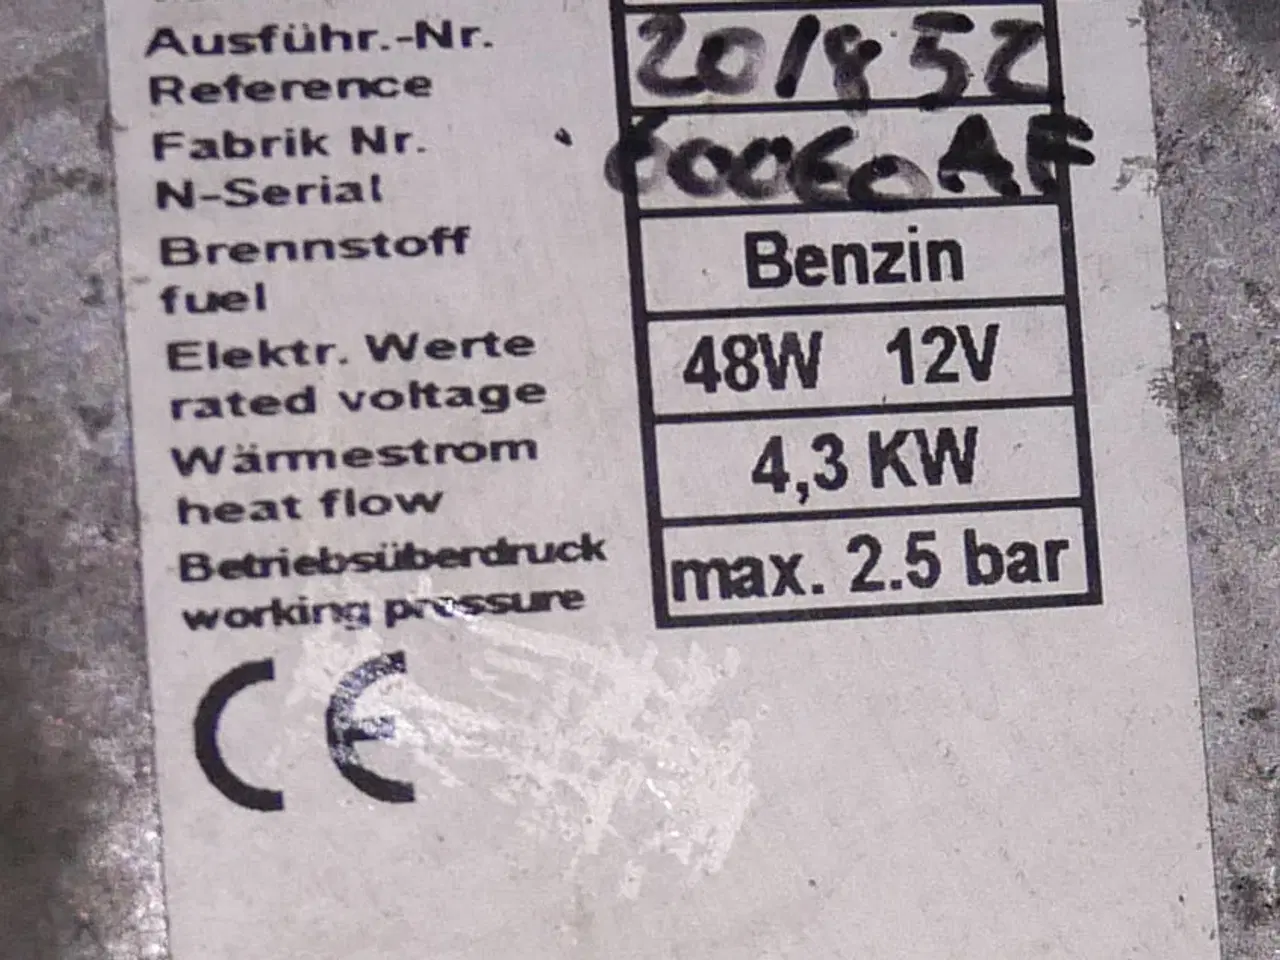 Ausführ.-Nr.
Reference
Fabrik Nr.
N-Serial
Brennstoff
fuel
Benzin
Elektr. Werte
rated voltage
48W 12V
Wärmestrom
heat flow
4,3 KW
Betriebsüberdruck
working pressure
max. 2.5 bar
CE